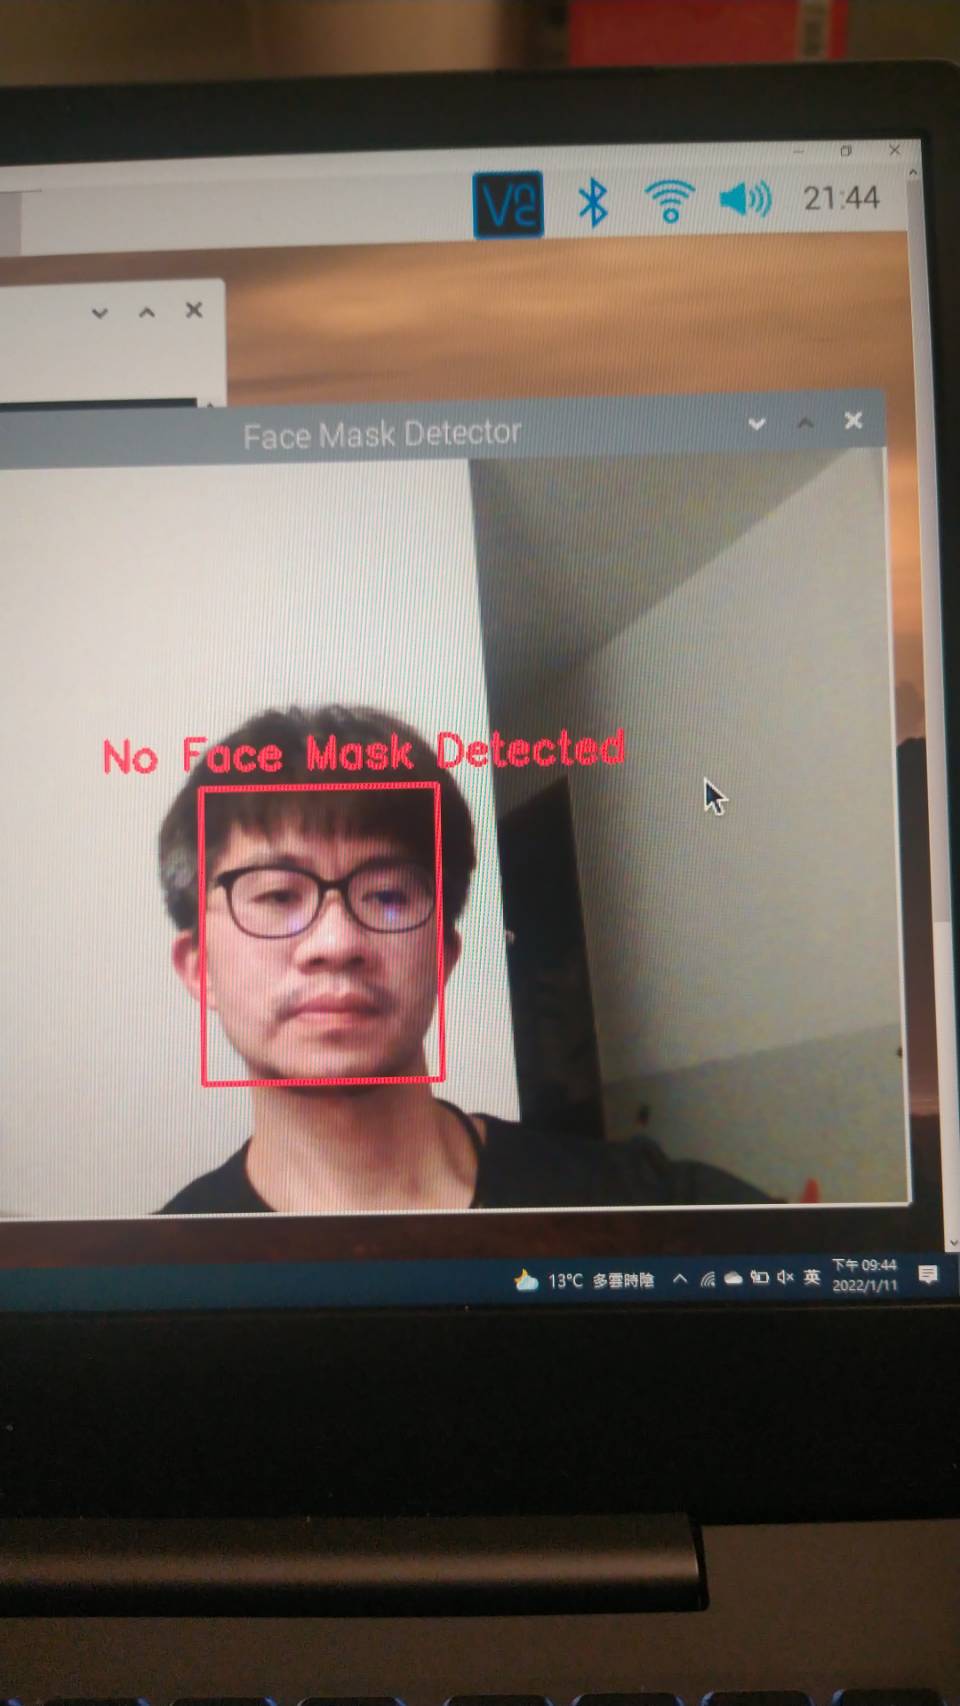 21:44
Face Mask Detector
No Face Mask Detected
13°C 多雲時陰 英 下午 09:44
2022/1/11